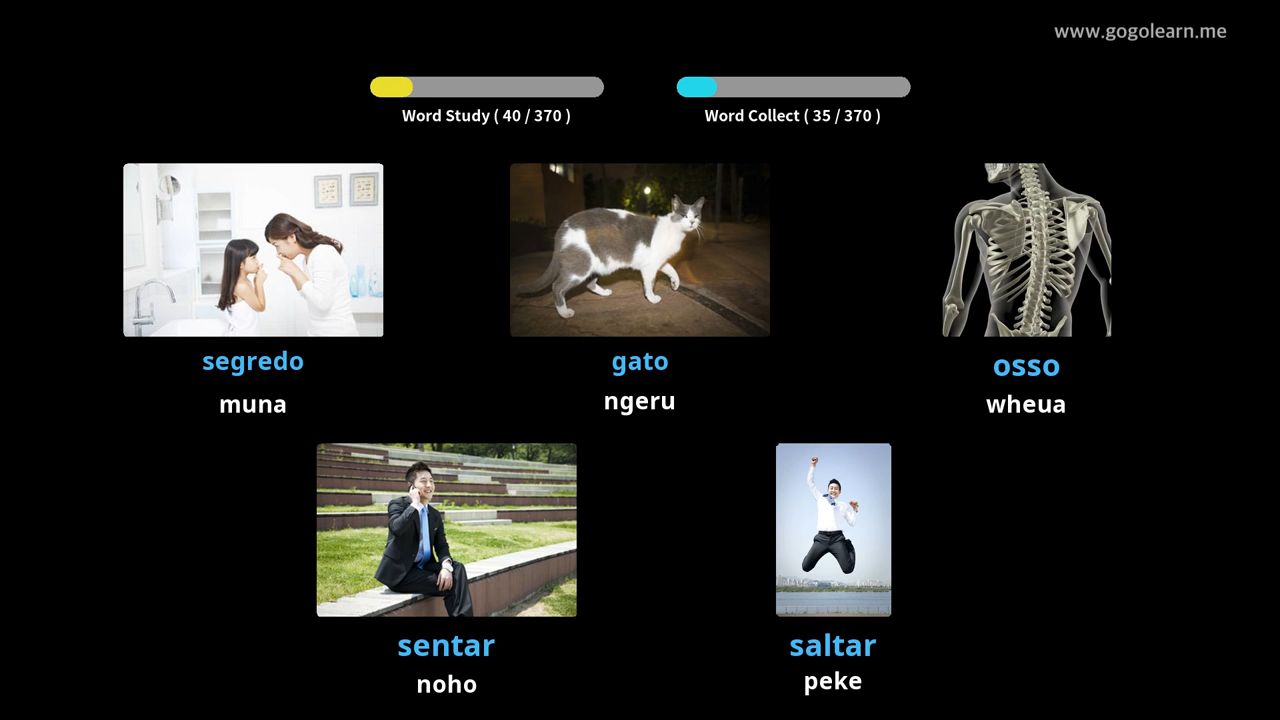 www.gogolearn.me
Word Study ( 40 / 370 )
Word Collect ( 35 / 370 )
segredo
muna
gato
ngeru
osso
wheua
sentar
noho
saltar
peke